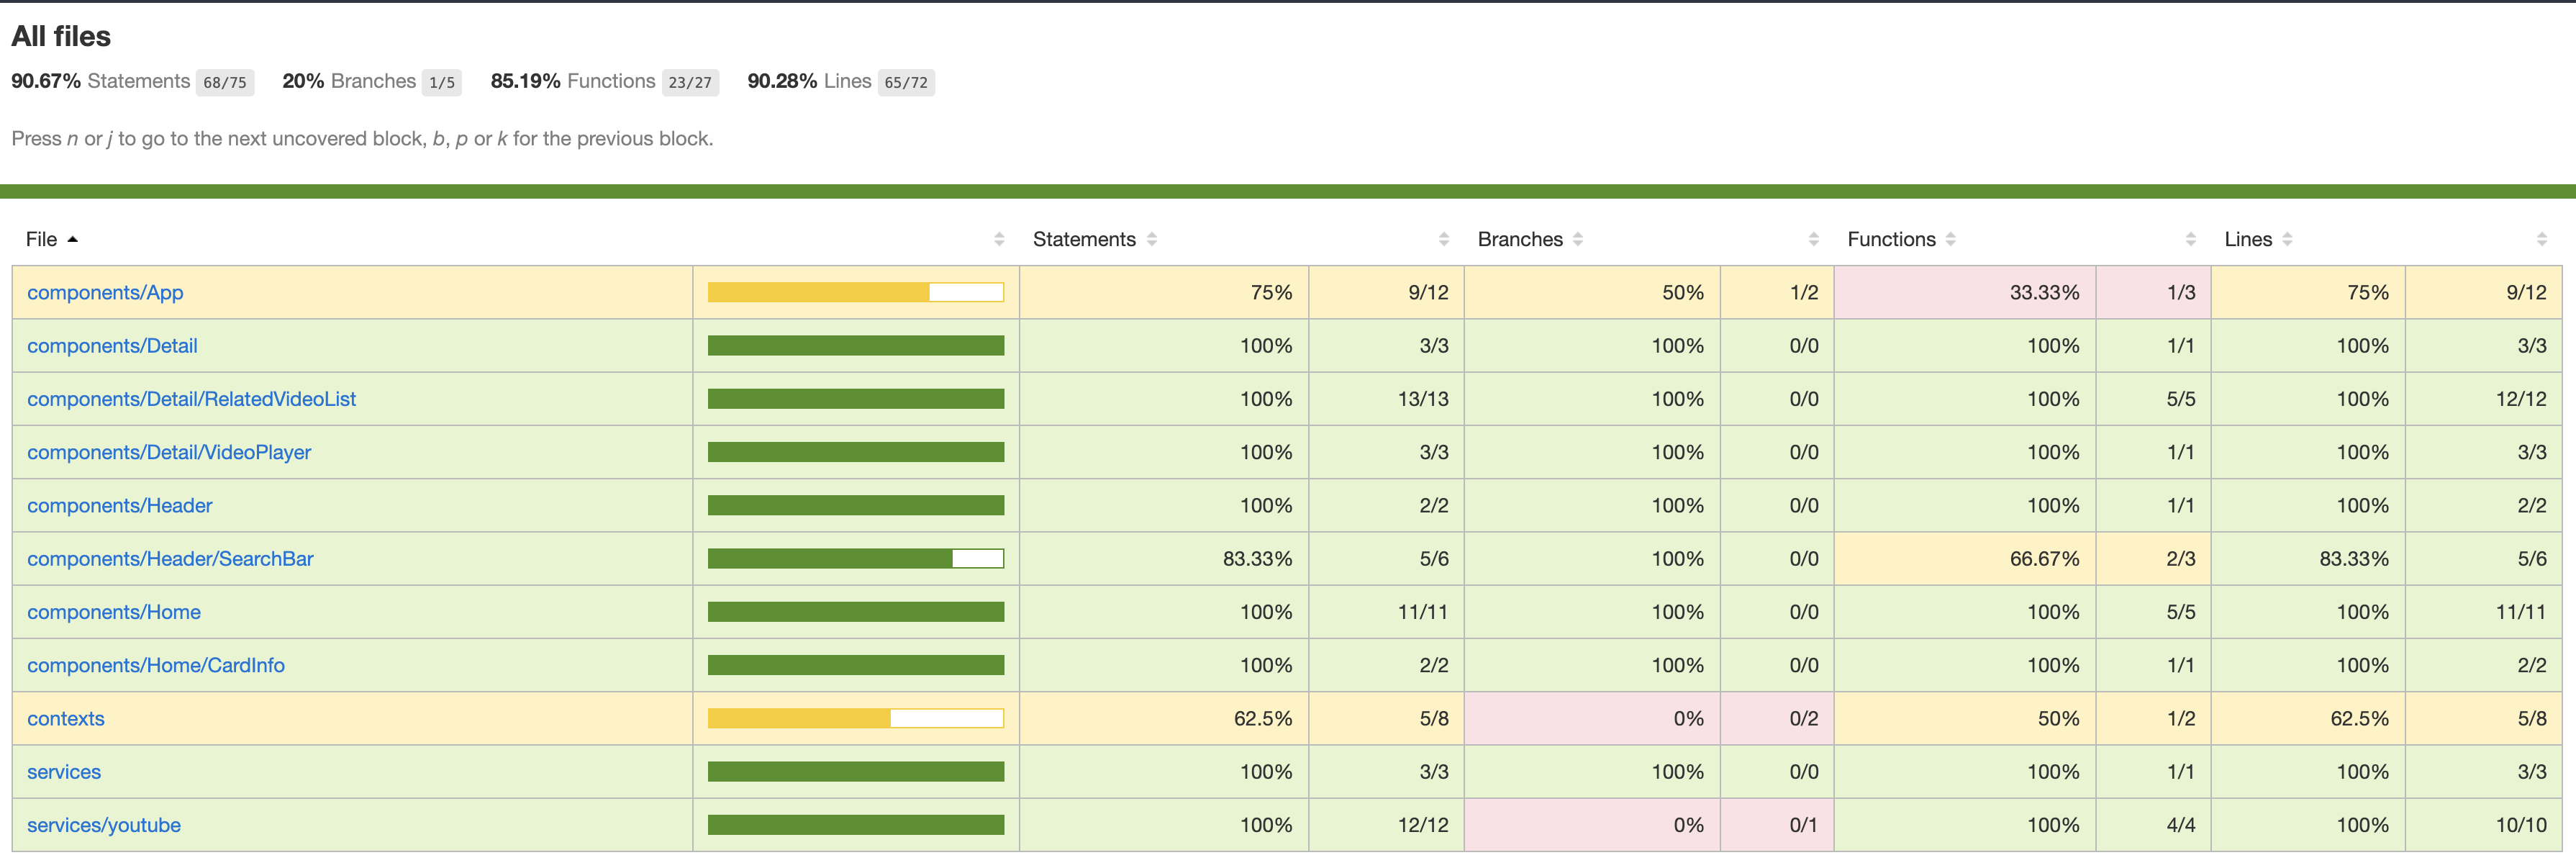 All files
90.67% Statements 68/75 20% Branches 1/5 85.19% Functions 23/27 90.28% Lines 65/72
Press n or j to go to the next uncovered block, b, p or k for the previous block.
File Statements Branches Functions Lines
components/App 75% 9/12 50% 1/2 33.33% 1/3 75% 9/12
components/Detail 100% 3/3 100% 0/0 100% 1/1 100% 3/3
components/Detail/RelatedVideoList 100% 13/13 100% 0/0 100% 5/5 100% 12/12
components/Detail/VideoPlayer 100% 3/3 100% 0/0 100% 1/1 100% 3/3
components/Header 100% 2/2 100% 0/0 100% 1/1 100% 2/2
components/Header/SearchBar 83.33% 5/6 100% 0/0 66.67% 2/3 83.33% 5/6
components/Home 100% 11/11 100% 0/0 100% 5/5 100% 11/11
components/Home/CardInfo 100% 2/2 100% 0/0 100% 1/1 100% 2/2
contexts 62.5% 5/8 0% 0/2 50% 1/2 62.5% 5/8
services 100% 3/3 100% 0/0 100% 1/1 100% 3/3
services/youtube 100% 12/12 0% 0/1 100% 4/4 100% 10/10